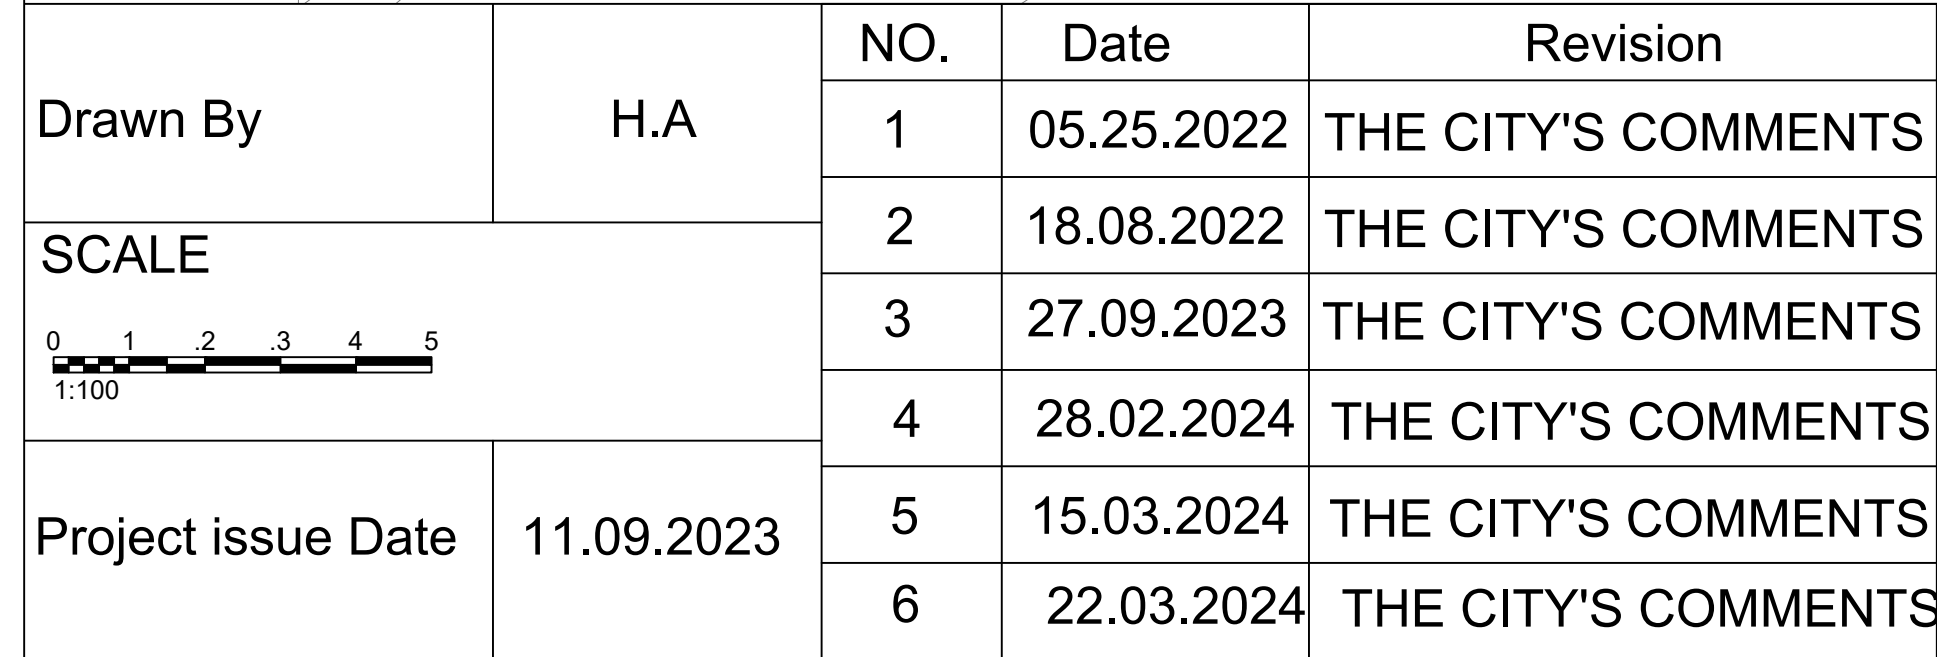 Drawn By H.A
SCALE
0 1 .2 .3 4 5
1:100
Project issue Date 11.09.2023
NO. Date Revision
1 05.25.2022 THE CITY'S COMMENTS
2 18.08.2022 THE CITY'S COMMENTS
3 27.09.2023 THE CITY'S COMMENTS
4 28.02.2024 THE CITY'S COMMENTS
5 15.03.2024 THE CITY'S COMMENTS
6 22.03.2024 THE CITY'S COMMENTS